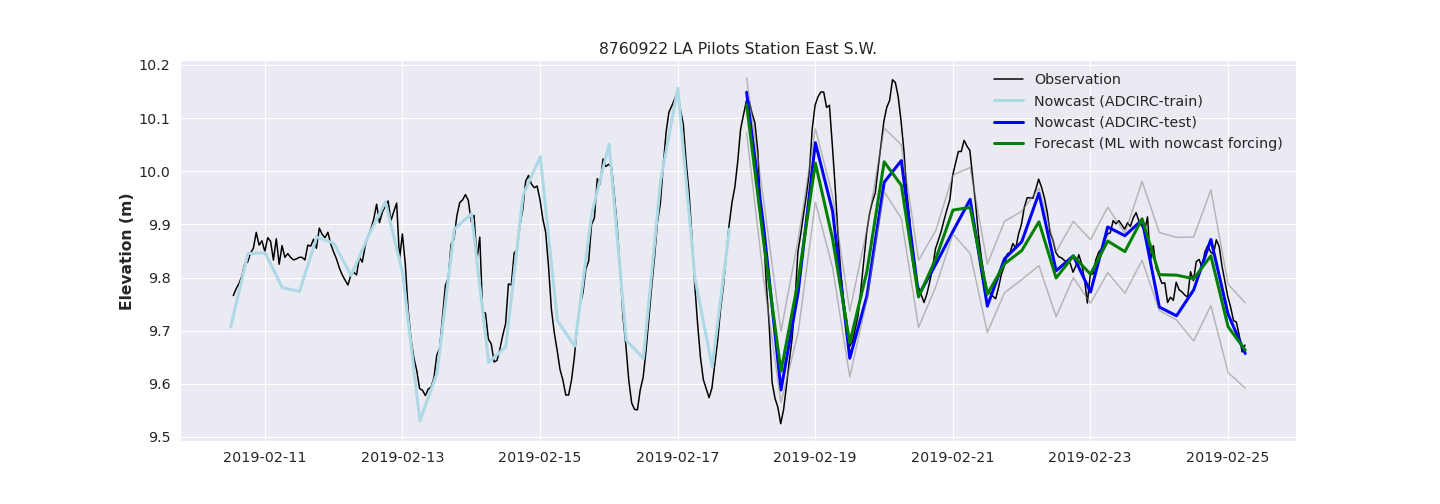 8760922 LA Pilots Station East S.W.
Observation
Nowcast (ADCIRC-train)
Nowcast (ADCIRC-test)
Forecast (ML with nowcast forcing)
Elevation (m)
10.2
10.1
10.0
9.9
9.8
9.7
9.6
9.5
2019-02-11 2019-02-13 2019-02-15 2019-02-17 2019-02-19 2019-02-21 2019-02-23 2019-02-25